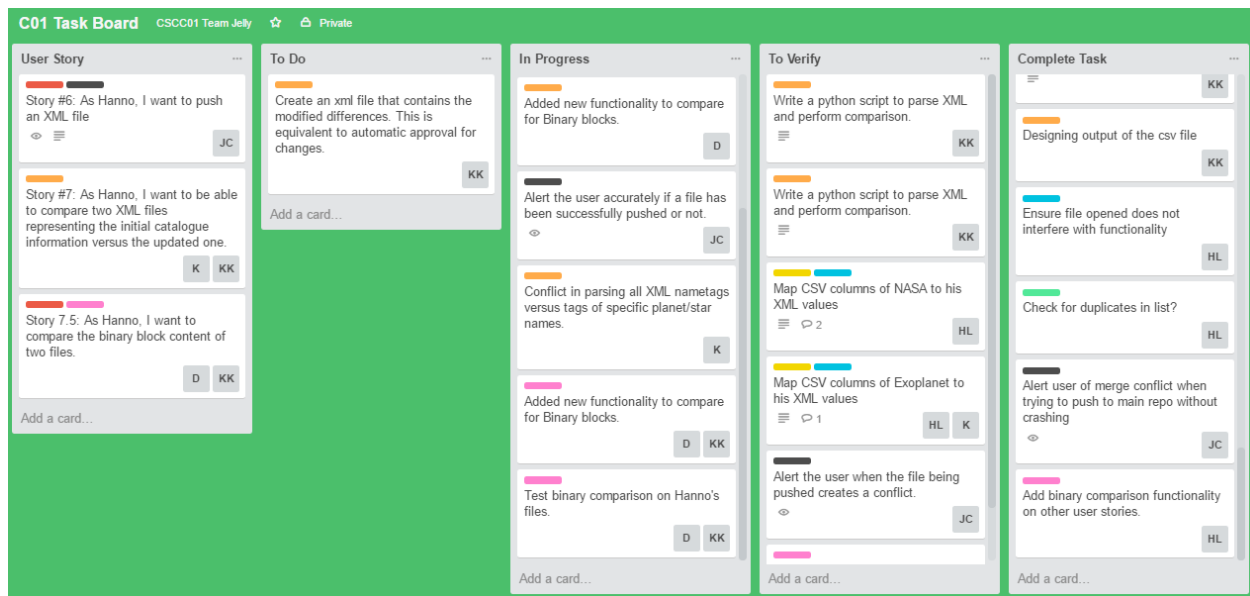 C01 Task Board CSCC01 Team Jelly Private
User Story
Story #6: As Hanno, I want to push
an XML file
JC
Story #7: As Hanno, I want to be able
to compare two XML files
representing the initial catalogue
information versus the updated one.
K KK
Story 7.5: As Hanno, I want to
compare the binary block content of
two files.
D KK
Add a card...
To Do
Create an xml file that contains the
modified differences. This is
equivalent to automatic approval for
changes.
KK
Add a card...
In Progress
Added new functionality to compare
for Binary blocks.
D
Alert the user accurately if a file has
been successfully pushed or not.
JC
Conflict in parsing all XML nametags
versus tags of specific planet/star
names.
K
Added new functionality to compare
for Binary blocks.
D KK
Test binary comparison on Hanno's
files.
D KK
Add a card...
To Verify
Write a python script to parse XML
and perform comparison.
KK
Write a python script to parse XML
and perform comparison.
KK
Map CSV columns of NASA to his
XML values
2
HL
Map CSV columns of Exoplanet to
his XML values
1
HL K
Alert the user when the file being
pushed creates a conflict.
JC
Add a card...
Complete Task
KK
Designing output of the csv file
KK
Ensure file opened does not
interfere with functionality
HL
Check for duplicates in list?
HL
Alert user of merge conflict when
trying to push to main repo without
crashing
JC
Add binary comparison functionality
on other user stories.
HL
Add a card...